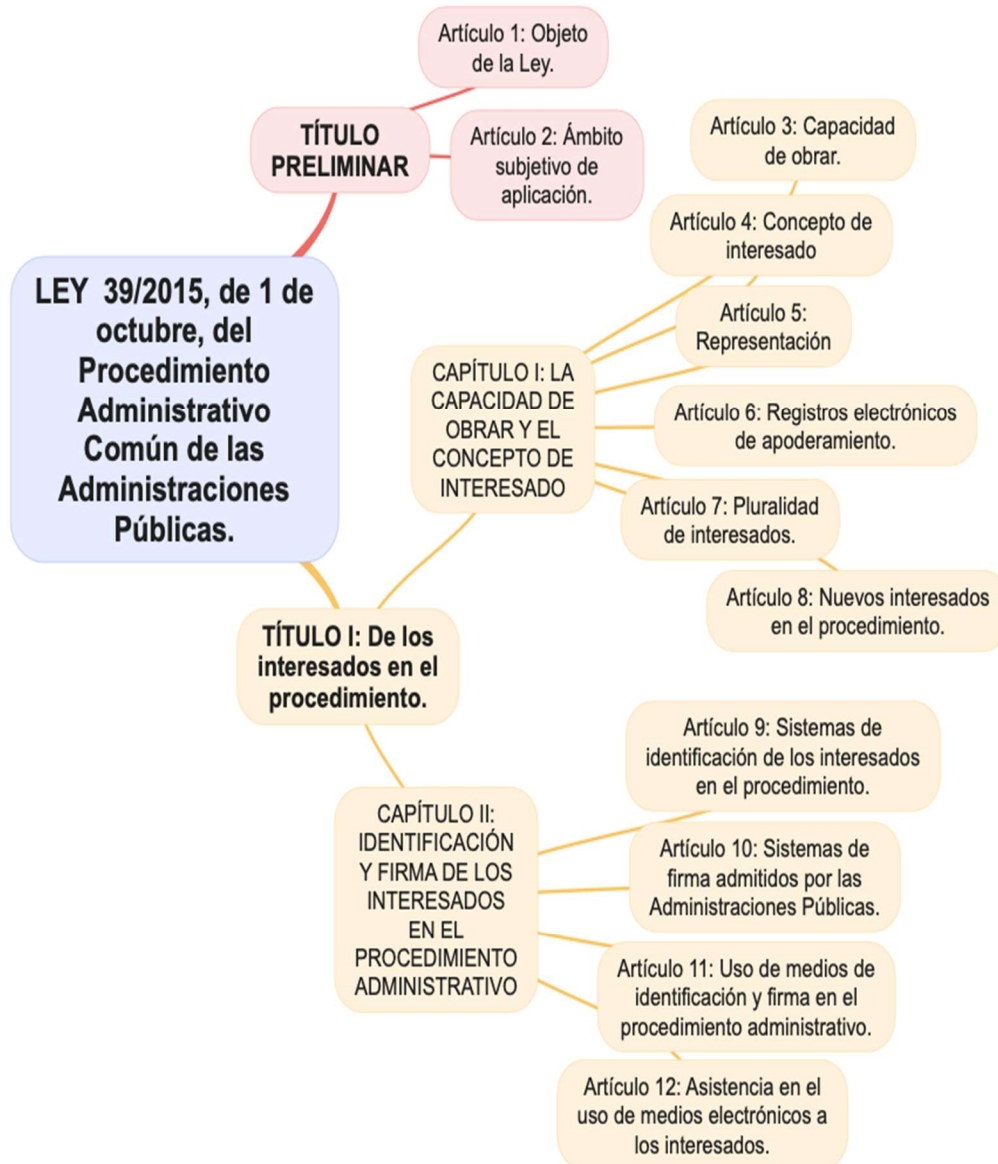 Artículo 1: Objeto
de la Ley.
TÍTULO
PRELIMINAR
Artículo 2: Ámbito
subjetivo de
aplicación.
LEY 39/2015, de 1 de
octubre, del
Procedimiento
Administrativo
Común de las
Administraciones
Públicas.
Artículo 3: Capacidad
de obrar.
Artículo 4: Concepto de
interesado
Artículo 5:
Representación
CAPÍTULO I: LA
CAPACIDAD DE
OBRAR Y EL
CONCEPTO DE
INTERESADO
Artículo 6: Registros electrónicos
de apoderamiento.
Artículo 7: Pluralidad
de interesados.
Artículo 8: Nuevos interesados
en el procedimiento.
TÍTULO I: De los
interesados en el
procedimiento.
Artículo 9: Sistemas de
identificación de los interesados
en el procedimiento.
CAPÍTULO II:
IDENTIFICACIÓN
Y FIRMA DE LOS
INTERESADOS
EN EL
PROCEDIMIENTO
ADMINISTRATIVO
Artículo 10: Sistemas de
firma admitidos por las
Administraciones Públicas.
Artículo 11: Uso de medios de
identificación y firma en el
procedimiento administrativo.
Artículo 12: Asistencia en el
uso de medios electrónicos a
los interesados.